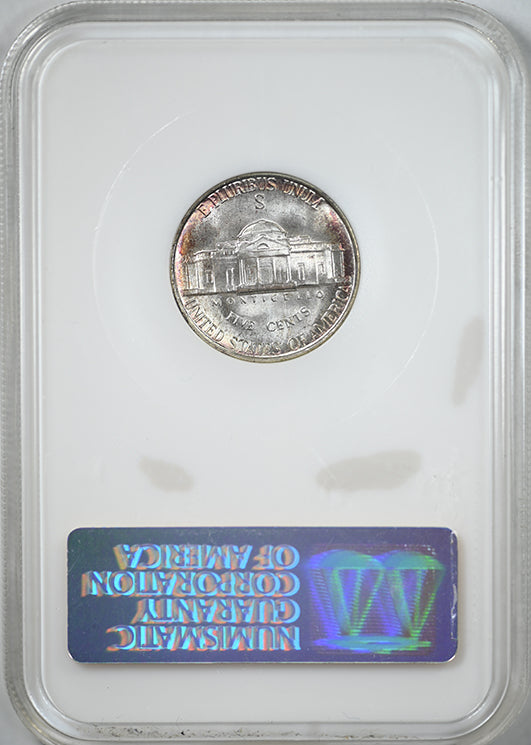 E PLURIBUS UNUM
S
MONTICELLO
FIVE CENTS
UNITED STATES OF AMERICA
NUMISMATIC
GUARANTY
CORPORATION
OF AMERICA